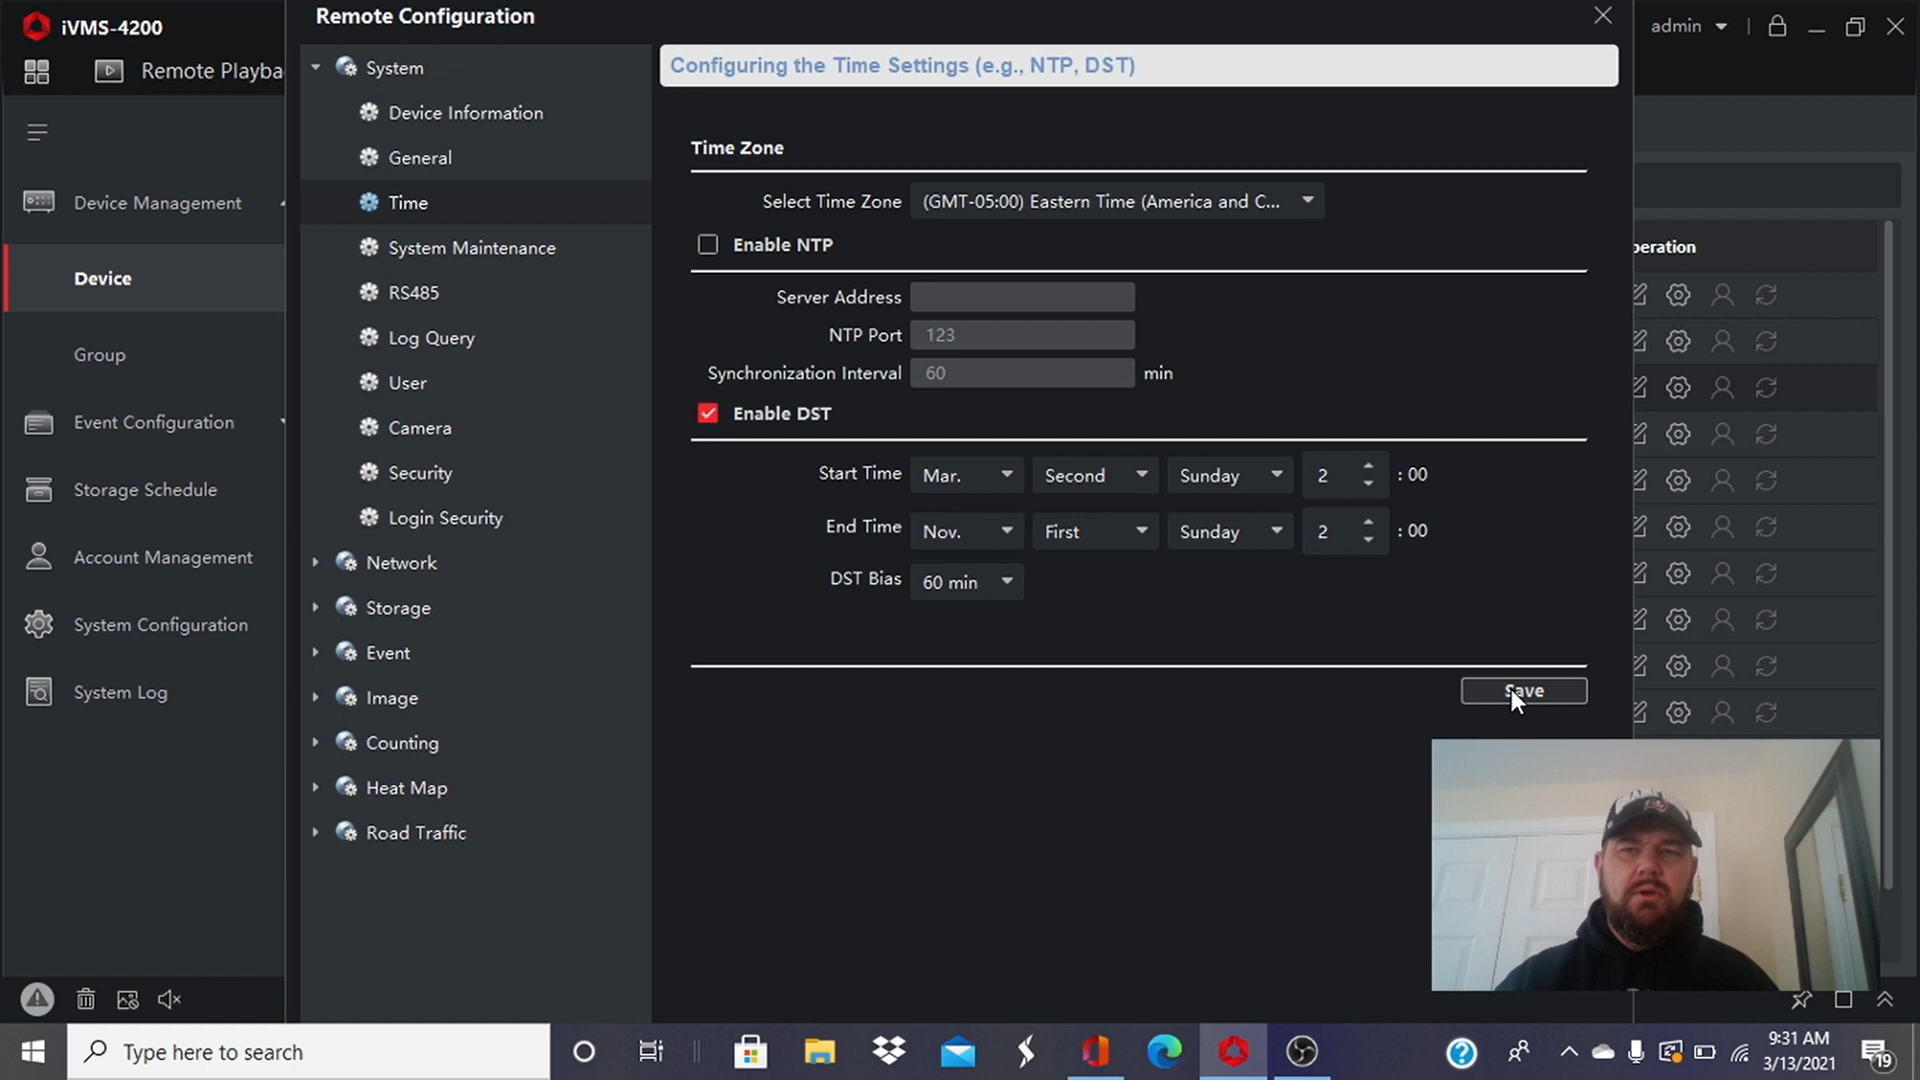 iVMS-4200
Remote Playba
Device Management
Device
Group
Event Configuration
Storage Schedule
Account Management
System Configuration
System Log
Remote Configuration
System
Device Information
General
Time
System Maintenance
RS485
Log Query
User
Camera
Security
Login Security
Network
Storage
Event
Image
Counting
Heat Map
Road Traffic
Configuring the Time Settings (e.g., NTP, DST)
Time Zone
Select Time Zone (GMT-05:00) Eastern Time (America and C...
Enable NTP
Server Address
NTP Port 123
Synchronization Interval 60 min
Enable DST
Start Time Mar. Second Sunday 2 : 00
End Time Nov. First Sunday 2 : 00
DST Bias 60 min
Save
admin
peration
Type here to search
9:31 AM
3/13/2021
19